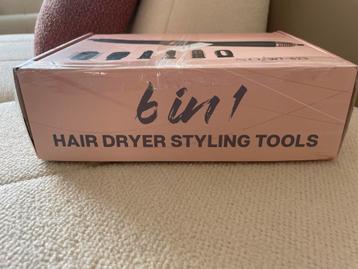 6 in 1
HAIR DRYER STYLING TOOLS